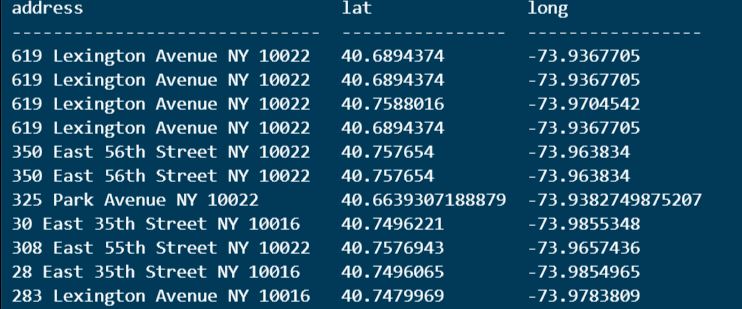 address lat long
------------------------------ ---------------- -----------------
619 Lexington Avenue NY 10022 40.6894374 -73.9367705
619 Lexington Avenue NY 10022 40.6894374 -73.9367705
619 Lexington Avenue NY 10022 40.7588016 -73.9704542
619 Lexington Avenue NY 10022 40.6894374 -73.9367705
350 East 56th Street NY 10022 40.757654 -73.963834
350 East 56th Street NY 10022 40.757654 -73.963834
325 Park Avenue NY 10022 40.6639307188879 -73.9382749875207
30 East 35th Street NY 10016 40.7496221 -73.9855348
308 East 55th Street NY 10022 40.7576943 -73.9657436
28 East 35th Street NY 10016 40.7496065 -73.9854965
283 Lexington Avenue NY 10016 40.7479969 -73.9783809